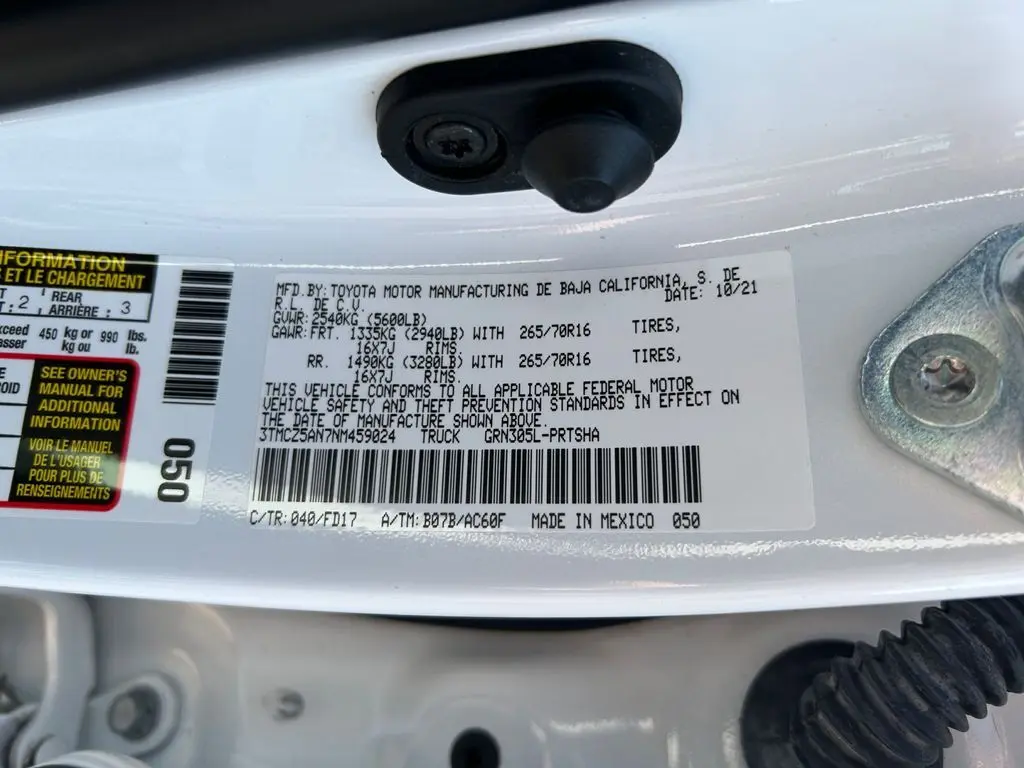 NFORMATION
S ET LE CHARGEMENT
2 REAR ARRIÈRE : 3
450 kg or 990 lbs.
kg ou lb.
SEE OWNER'S
MANUAL FOR
ADDITIONAL
INFORMATION
VOIR LE MANUEL
DE L'USAGER
POUR PLUS DE
RENSEIGNEMENTS
050
MFD.BY:TOYOTA MOTOR MANUFACTURING DE BAJA CALIFORNIA, S. DE
R.L. DE C.V. DATE: 10/21
GVWR:2540KG (5600LB)
GAWR:FRT. 1335KG (2940LB) WITH 265/70R16 TIRES,
16X7J RIMS.
RR. 1490KG (3280LB) WITH 265/70R16 TIRES,
16X7J RIMS.
THIS VEHICLE CONFORMS TO ALL APPLICABLE FEDERAL MOTOR
VEHICLE SAFETY AND THEFT PREVENTION STANDARDS IN EFFECT ON
THE DATE OF MANUFACTURE SHOWN ABOVE.
3TMCZ5AN7NM459024 TRUCK GRN305L-PRTSHA
C/TR:040/FD17 A/TM:B07B/AC60F MADE IN MEXICO 050